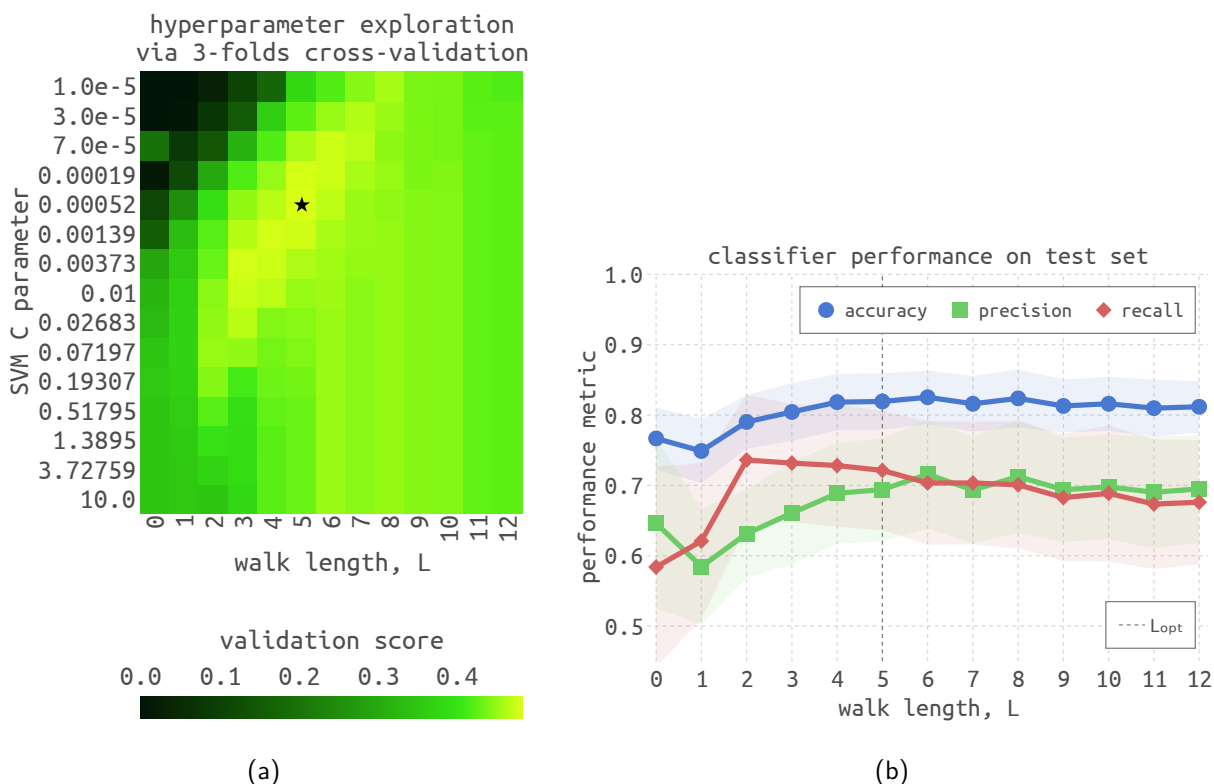 hyperparameter exploration
via 3-folds cross-validation
SVM C parameter
1.0e-5
3.0e-5
7.0e-5
0.00019
0.00052
0.00139
0.00373
0.01
0.02683
0.07197
0.19307
0.51795
1.3895
3.72759
10.0
0 1 2 3 4 5 6 7 8 9 10 11 12
walk length, L
validation score
0.0 0.1 0.2 0.3 0.4
(a)
classifier performance on test set
performance metric
1.0
0.9
0.8
0.7
0.6
0.5
accuracy precision recall
Lopt
0 1 2 3 4 5 6 7 8 9 10 11 12
walk length, L
(b)